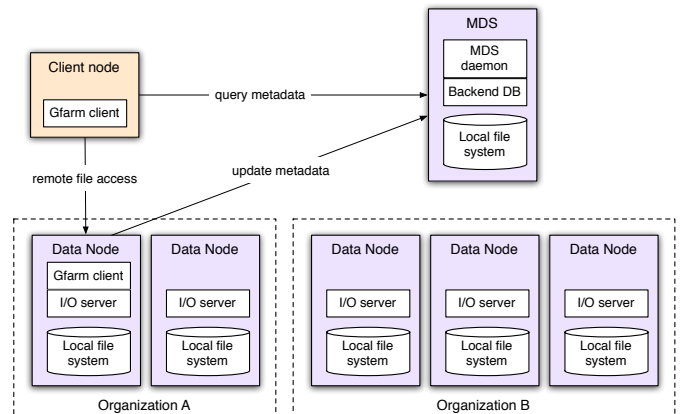 MDS
MDS
daemon
Backend DB
Local file
system
Client node
Gfarm client
query metadata
remote file access
update metadata
Data Node
Gfarm client
I/O server
Local file
system
Data Node
I/O server
Local file
system
Organization A
Data Node
I/O server
Local file
system
Data Node
I/O server
Local file
system
Data Node
I/O server
Local file
system
Organization B